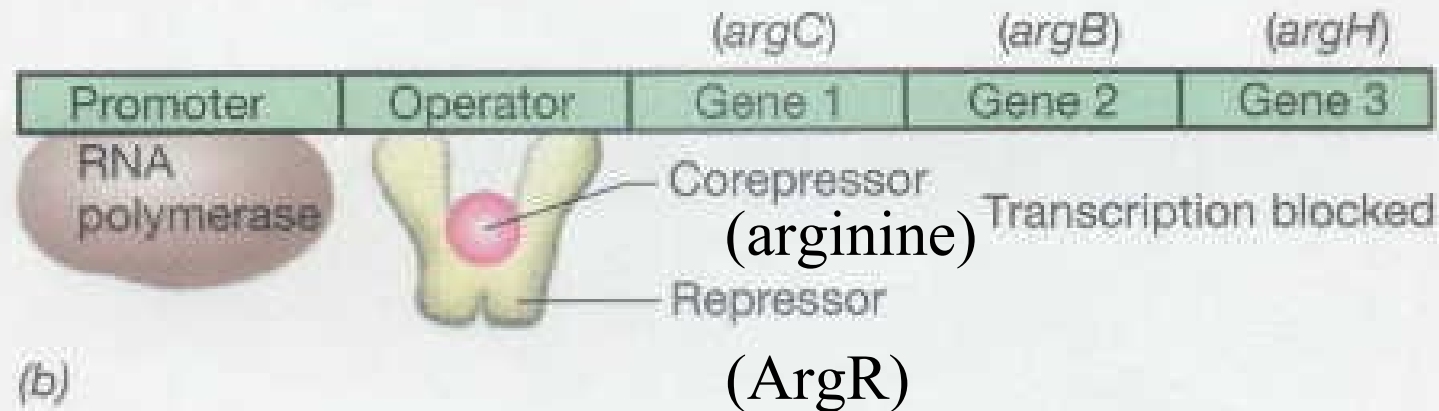 (argC) (argB) (argH)
Promoter Operator Gene 1 Gene 2 Gene 3
RNA
polymerase
Corepressor
(arginine)
Transcription blocked
Repressor
(ArgR)
(b)